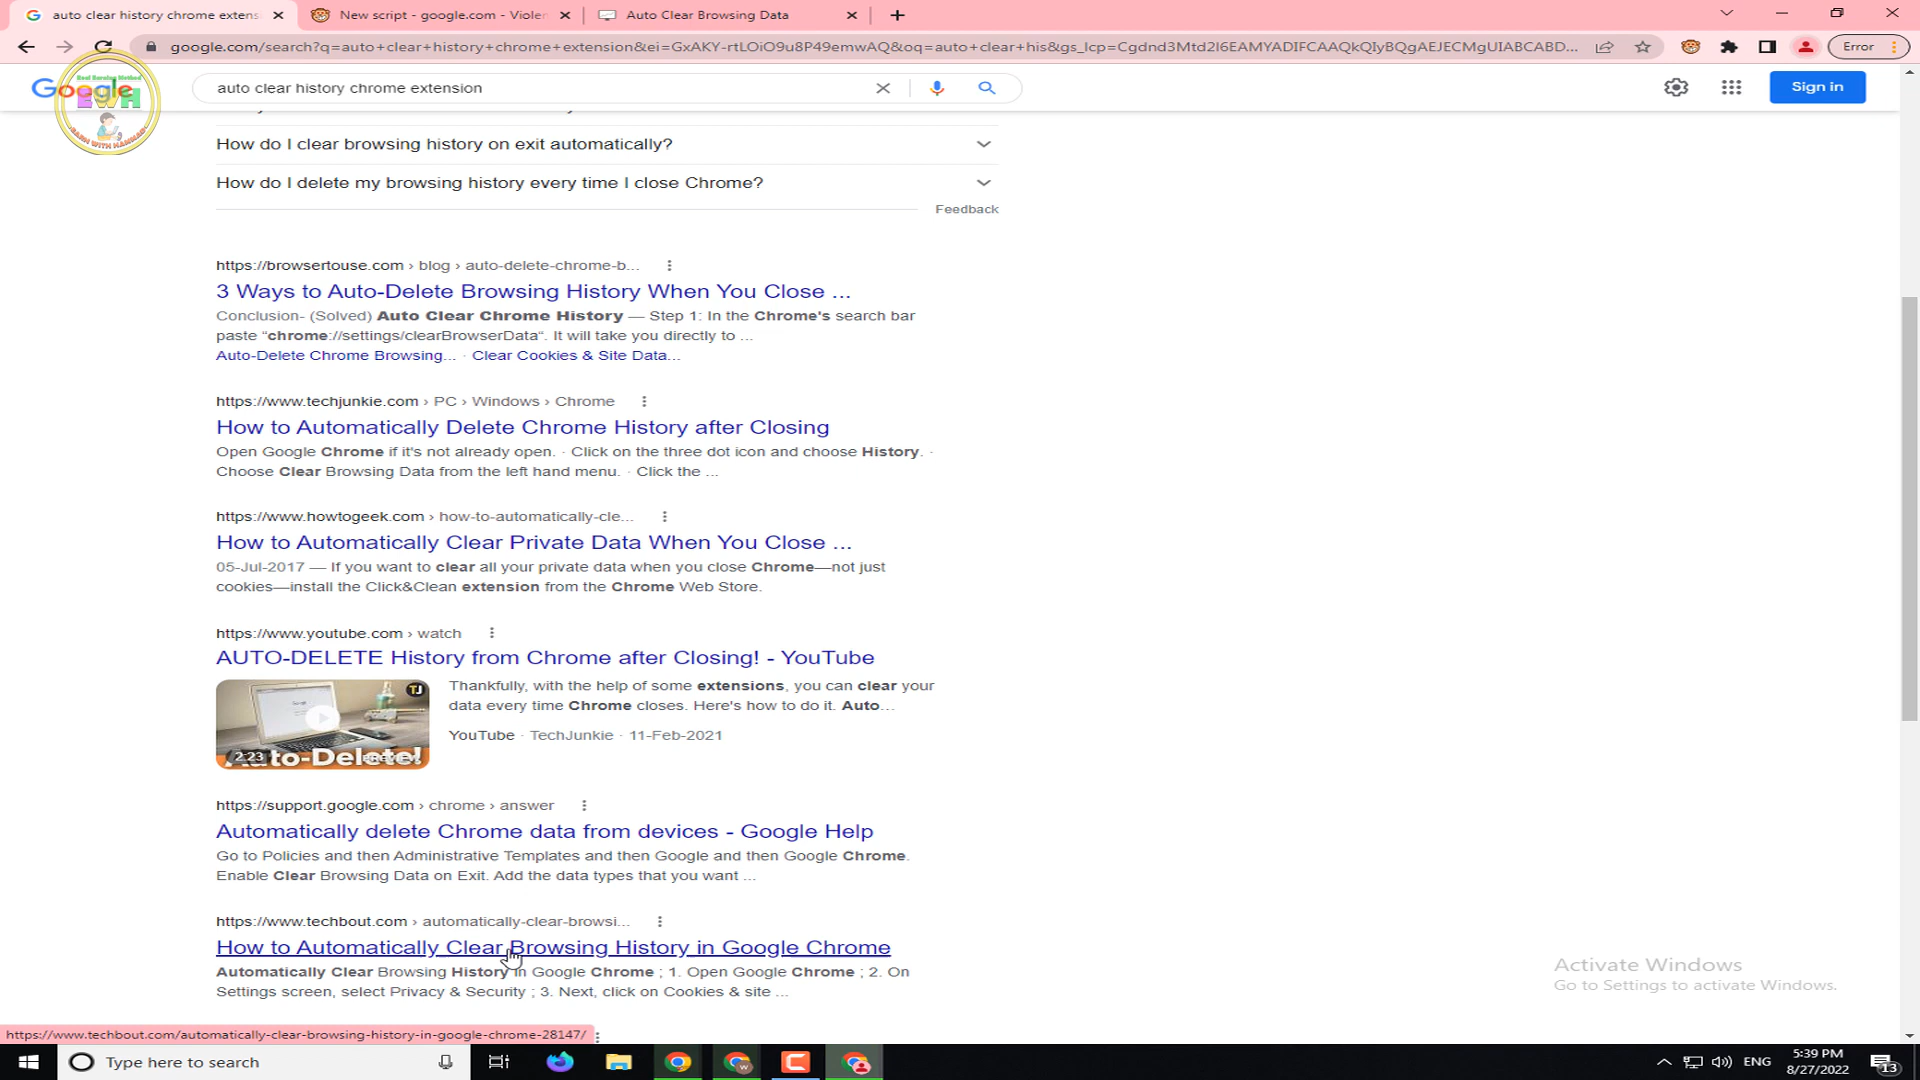 auto clear history chrome extens
New script - google.com - Violen
Auto Clear Browsing Data
google.com/search?q=auto+clear+history+chrome+extension&ei=GxAKY-rtLOiO9u8P49emwAQ&oq=auto+clear+his&gs_lcp=Cgdnd3Mtd2l6EAMYADIFCAAQkQIyBQgAEJECMgUIABCABD...
Error
Google
Real Earning Method
EWH
EARN WITH HAMMAD
auto clear history chrome extension
Sign in
How do I clear browsing history on exit automatically?
How do I delete my browsing history every time I close Chrome?
Feedback
https://browsertouse.com › blog › auto-delete-chrome-b...
3 Ways to Auto-Delete Browsing History When You Close ...
Conclusion- (Solved) Auto Clear Chrome History — Step 1: In the Chrome's search bar
paste “chrome://settings/clearBrowserData“. It will take you directly to ...
Auto-Delete Chrome Browsing... · Clear Cookies & Site Data...
https://www.techjunkie.com › PC › Windows › Chrome
How to Automatically Delete Chrome History after Closing
Open Google Chrome if it's not already open. · Click on the three dot icon and choose History. ·
Choose Clear Browsing Data from the left hand menu. · Click the ...
https://www.howtogeek.com › how-to-automatically-cle...
How to Automatically Clear Private Data When You Close ...
05-Jul-2017 — If you want to clear all your private data when you close Chrome—not just
cookies—install the Click&Clean extension from the Chrome Web Store.
https://www.youtube.com › watch
AUTO-DELETE History from Chrome after Closing! - YouTube
TJ
2:23
Auto-Delete!
PREVIEW
Thankfully, with the help of some extensions, you can clear your
data every time Chrome closes. Here's how to do it. Auto...
YouTube · TechJunkie · 11-Feb-2021
https://support.google.com › chrome › answer
Automatically delete Chrome data from devices - Google Help
Go to Policies and then Administrative Templates and then Google and then Google Chrome.
Enable Clear Browsing Data on Exit. Add the data types that you want ...
https://www.techbout.com › automatically-clear-browsi...
How to Automatically Clear Browsing History in Google Chrome
Automatically Clear Browsing History in Google Chrome ; 1. Open Google Chrome ; 2. On
Settings screen, select Privacy & Security ; 3. Next, click on Cookies & site ...
Activate Windows
Go to Settings to activate Windows.
https://www.techbout.com/automatically-clear-browsing-history-in-google-chrome-28147/
Type here to search
W
ENG
5:39 PM
8/27/2022
13